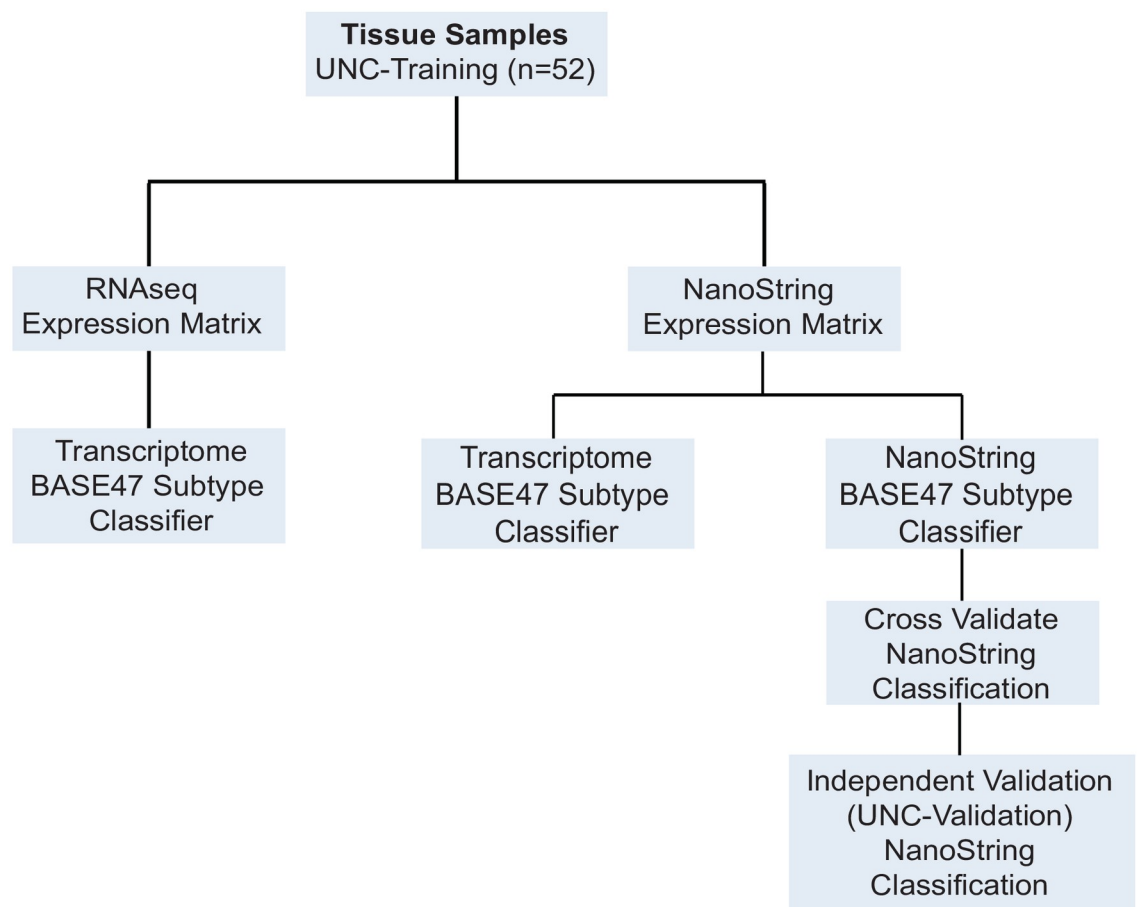 Tissue Samples
UNC-Training (n=52)
RNAseq
Expression Matrix
NanoString
Expression Matrix
Transcriptome
BASE47 Subtype
Classifier
Transcriptome
BASE47 Subtype
Classifier
NanoString
BASE47 Subtype
Classifier
Cross Validate
NanoString
Classification
Independent Validation
(UNC-Validation)
NanoString
Classification